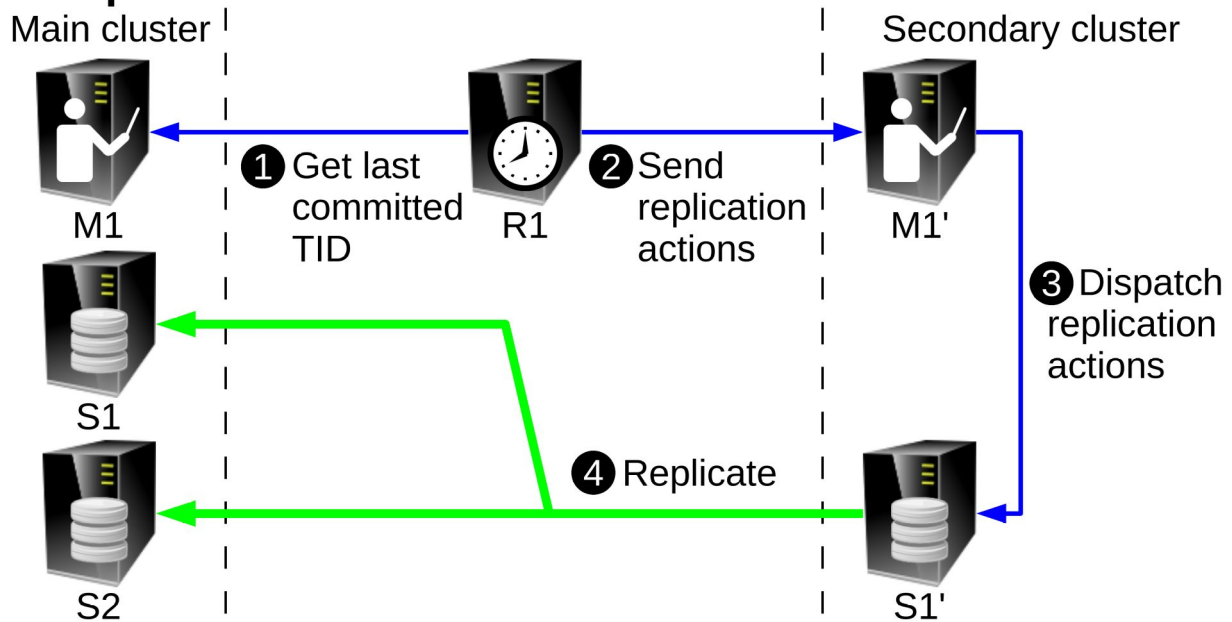 Main cluster
Secondary cluster
M1
R1
M1'
1 Get last
committed
TID
2 Send
replication
actions
3 Dispatch
replication
actions
S1
4 Replicate
S2
S1'